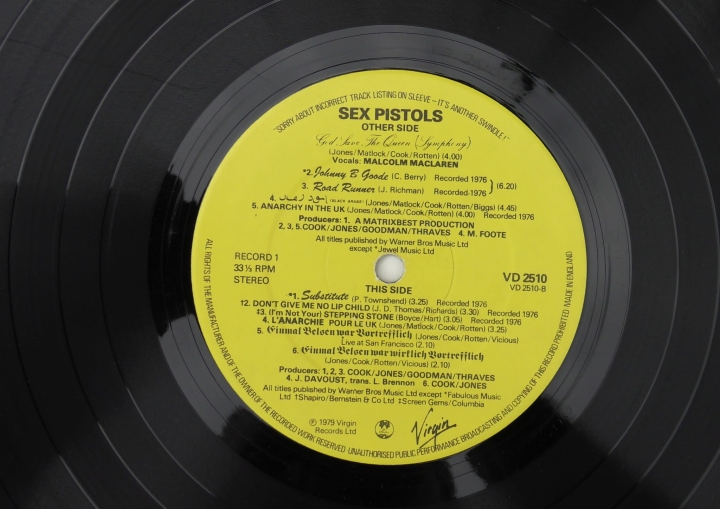 "SORRY ABOUT INCORRECT TRACK LISTING ON SLEEVE – IT'S ANOTHER SWINDLE!"
SEX PISTOLS
OTHER SIDE
God Save The Queen (Symphony)
(Jones/Matlock/Cook/Rotten) (4.00)
Vocals: MALCOLM MACLAREN
*2. Johnny B Goode (C. Berry) Recorded 1976
3. Road Runner (J. Richman) Recorded 1976 } (6.20)
4. (BLACK ARABS) (Jones/Matlock/Cook/Rotten/Biggs) (4.45)
5. ANARCHY IN THE UK (Jones/Matlock/Cook/Rotten) (4.00) Recorded 1976
Producers: 1. A MATRIXBEST PRODUCTION
2, 3, 5. COOK/JONES/GOODMAN/THRAVES 4. M. FOOTE
All titles published by Warner Bros Music Ltd
except *Jewel Music Ltd
RECORD 1
33⅓ RPM
STEREO
VD 2510
VD 2510-B
THIS SIDE
*1. Substitute (P. Townshend) (3.25) Recorded 1976
†2. DON'T GIVE ME NO LIP CHILD (J. D. Thomas/Richards) (3.30) Recorded 1976
‡3. (I'm Not Your) STEPPING STONE (Boyce/Hart) (3.05) Recorded 1976
4. L'ANARCHIE POUR LE UK (Jones/Matlock/Cook/Rotten) (3.25)
5. Einmal Belsen war Vortrefflich (Jones/Cook/Rotten/Vicious)
Live at San Francisco (2.10)
6. Einmal Belsen war wirflich Vortrefflich
(Jones/Cook/Rotten/Vicious) (2.10)
Producers: 1, 2, 3. COOK/JONES/GOODMAN/THRAVES
4. J. DAVOUST, trans. L. Brennon 6. COOK/JONES
All titles published by Warner Bros Music Ltd except *Fabulous Music
Ltd †Shapiro/Bernstein & Co Ltd ‡Screen Gems/Columbia
℗ 1979 Virgin
Records Ltd
Virgin
ALL RIGHTS OF THE MANUFACTURER AND OF THE OWNER OF THE RECORDED WORK RESERVED · UNAUTHORISED PUBLIC PERFORMANCE BROADCASTING AND COPYING OF THIS RECORD PROHIBITED / MADE IN ENGLAND